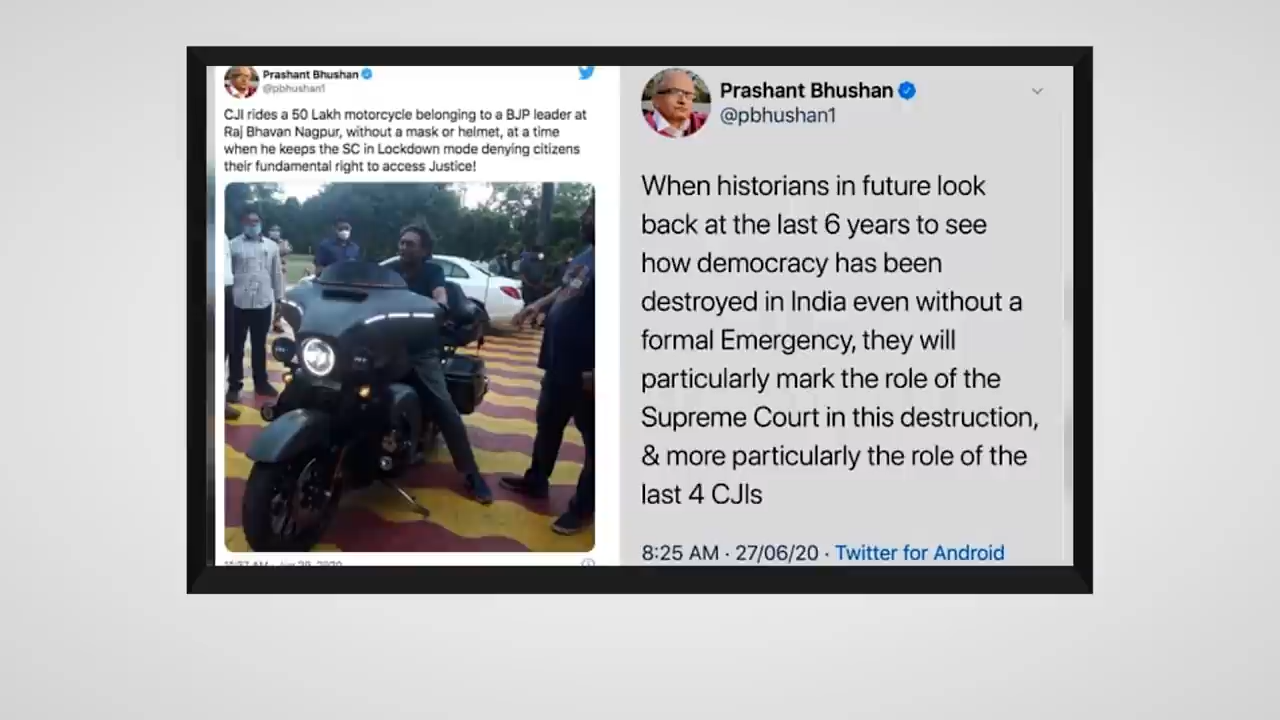 Prashant Bhushan
@pbhushan1
CJI rides a 50 Lakh motorcycle belonging to a BJP leader at
Raj Bhavan Nagpur, without a mask or helmet, at a time
when he keeps the SC in Lockdown mode denying citizens
their fundamental right to access Justice!
Prashant Bhushan
@pbhushan1
When historians in future look
back at the last 6 years to see
how democracy has been
destroyed in India even without a
formal Emergency, they will
particularly mark the role of the
Supreme Court in this destruction,
& more particularly the role of the
last 4 CJIs
8:25 AM · 27/06/20 · Twitter for Android